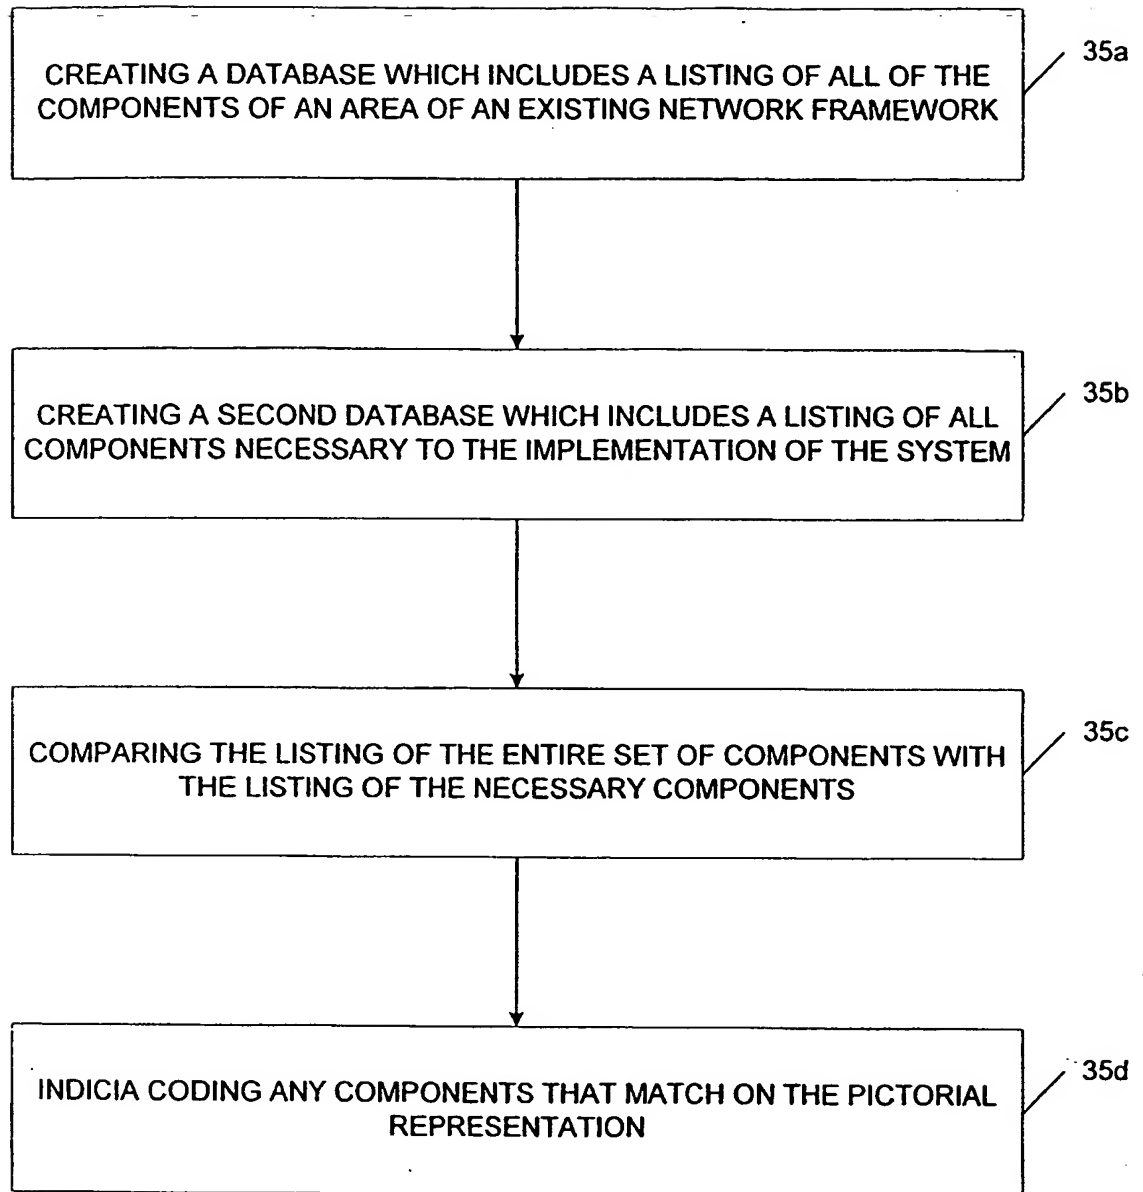 35a
CREATING A DATABASE WHICH INCLUDES A LISTING OF ALL OF THE
COMPONENTS OF AN AREA OF AN EXISTING NETWORK FRAMEWORK
35b
CREATING A SECOND DATABASE WHICH INCLUDES A LISTING OF ALL
COMPONENTS NECESSARY TO THE IMPLEMENTATION OF THE SYSTEM
35c
COMPARING THE LISTING OF THE ENTIRE SET OF COMPONENTS WITH
THE LISTING OF THE NECESSARY COMPONENTS
35d
INDICIA CODING ANY COMPONENTS THAT MATCH ON THE PICTORIAL
REPRESENTATION